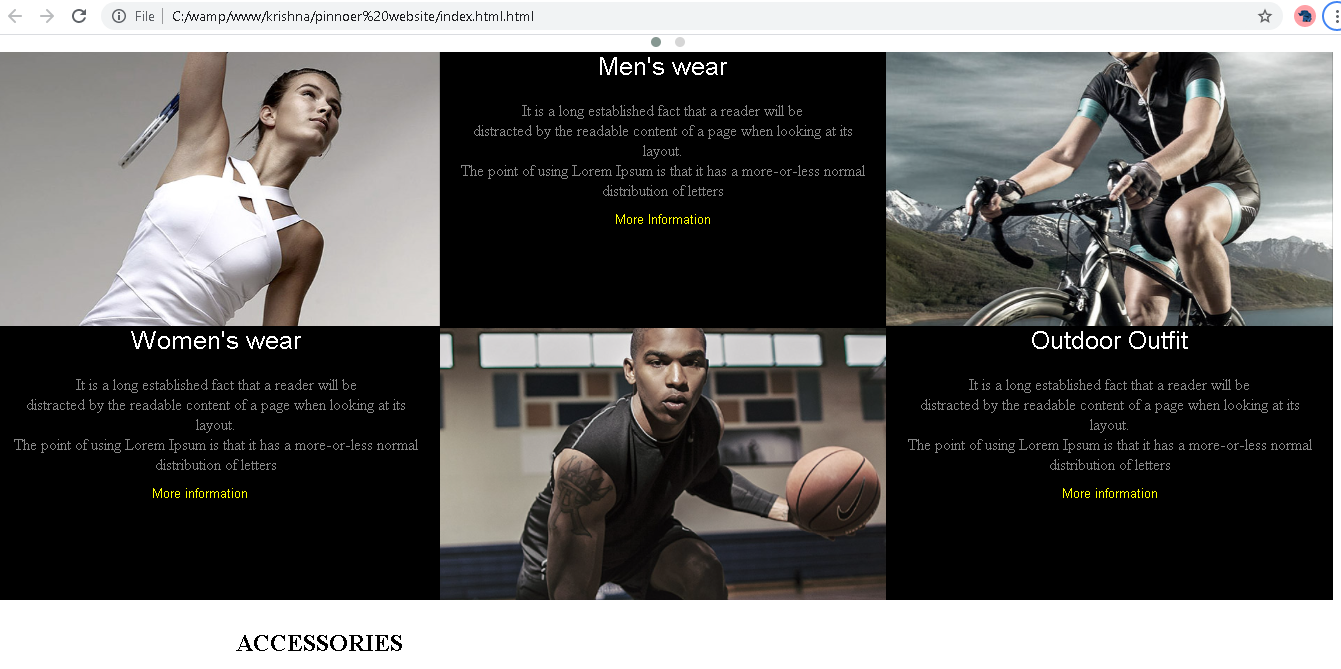 File
C:/wamp/www/krishna/pinnoer%20website/index.html.html
Men's wear
It is a long established fact that a reader will be
distracted by the readable content of a page when looking at its
layout.
The point of using Lorem Ipsum is that it has a more-or-less normal
distribution of letters
More Information
Women's wear
It is a long established fact that a reader will be
distracted by the readable content of a page when looking at its
layout.
The point of using Lorem Ipsum is that it has a more-or-less normal
distribution of letters
More information
Outdoor Outfit
It is a long established fact that a reader will be
distracted by the readable content of a page when looking at its
layout.
The point of using Lorem Ipsum is that it has a more-or-less normal
distribution of letters
More information
ACCESSORIES